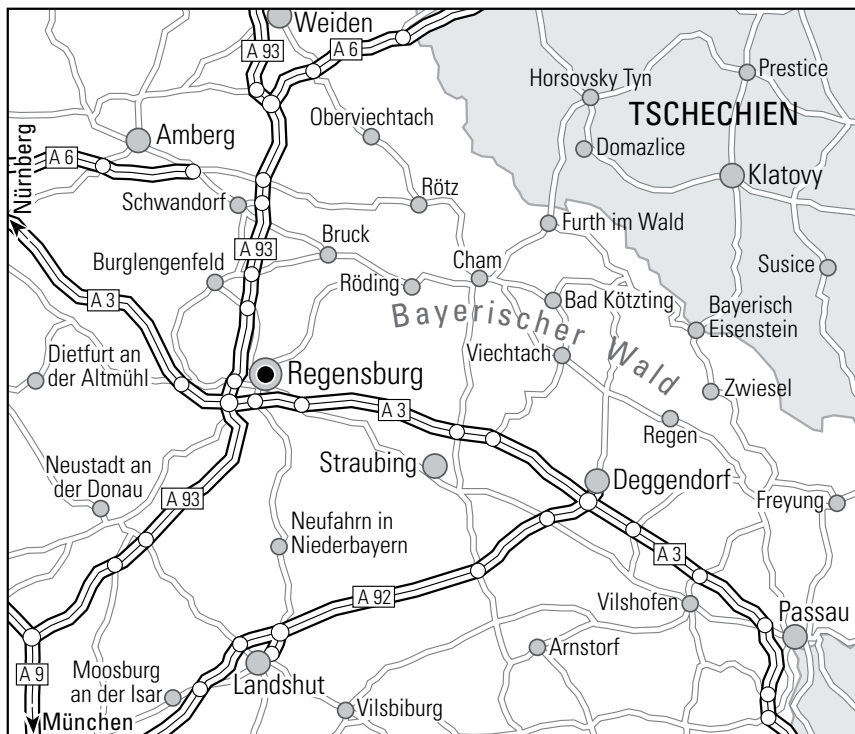 Weiden
A 93
A 6
Horsovsky Tyn
Prestice
Oberviechtach
TSCHECHIEN
Amberg
Domazlice
Nürnberg
A 6
Klatovy
Schwandorf
Rötz
Furth im Wald
A 93
Bruck
Burglengenfeld
Cham
Susice
Röding
A 3
Bad Kötzting
Bayerisch
Eisenstein
Bayerischer Wald
Viechtach
Dietfurt an
der Altmühl
Regensburg
Zwiesel
A 3
Regen
Straubing
Neustadt an
der Donau
Deggendorf
A 93
Freyung
Neufahrn in
Niederbayern
A 3
A 92
Vilshofen
Passau
Arnstorf
A 9
Moosburg
an der Isar
Landshut
Vilsbiburg
München